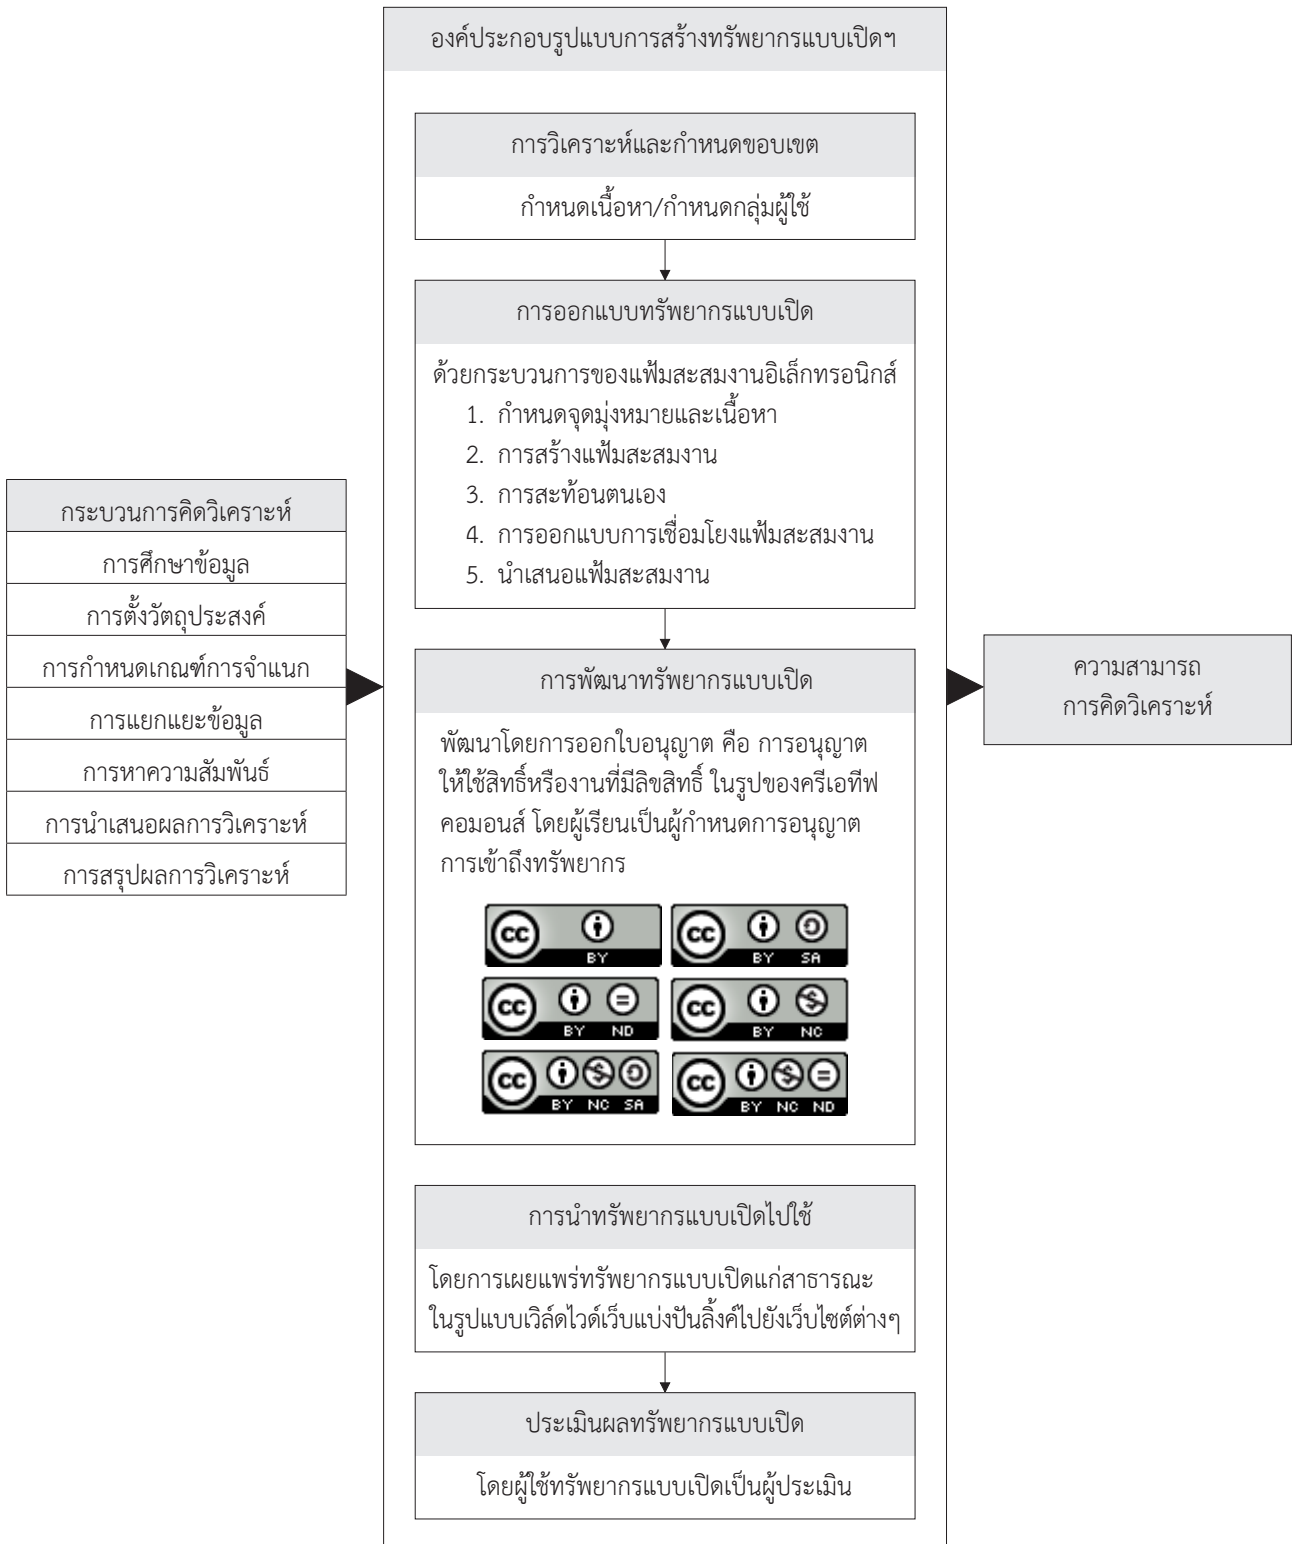 องค์ประกอบรูปแบบการสร้างทรัพยากรแบบเปิดฯ
การวิเคราะห์และกำหนดขอบเขต
กำหนดเนื้อหา/กำหนดกลุ่มผู้ใช้
การออกแบบทรัพยากรแบบเปิด
ด้วยกระบวนการของแฟ้มสะสมงานอิเล็กทรอนิกส์
1. กำหนดจุดมุ่งหมายและเนื้อหา
2. การสร้างแฟ้มสะสมงาน
3. การสะท้อนตนเอง
4. การออกแบบการเชื่อมโยงแฟ้มสะสมงาน
5. นำเสนอแฟ้มสะสมงาน
กระบวนการคิดวิเคราะห์
การศึกษาข้อมูล
การตั้งวัตถุประสงค์
การกำหนดเกณฑ์การจำแนก
การแยกแยะข้อมูล
การหาความสัมพันธ์
การนำเสนอผลการวิเคราะห์
การสรุปผลการวิเคราะห์
การพัฒนาทรัพยากรแบบเปิด
พัฒนาโดยการออกใบอนุญาต คือ การอนุญาต
ให้ใช้สิทธิ์หรืองานที่มีลิขสิทธิ์ ในรูปของครีเอทีฟ
คอมอนส์ โดยผู้เรียนเป็นผู้กำหนดการอนุญาต
การเข้าถึงทรัพยากร
cc BY
cc BY SA
cc BY ND
cc BY NC
cc BY NC SA
cc BY NC ND
การนำทรัพยากรแบบเปิดไปใช้
โดยการเผยแพร่ทรัพยากรแบบเปิดแก่สาธารณะ
ในรูปแบบเวิล์ดไวด์เว็บแบ่งปันลิ้งค์ไปยังเว็บไซต์ต่างๆ
ประเมินผลทรัพยากรแบบเปิด
โดยผู้ใช้ทรัพยากรแบบเปิดเป็นผู้ประเมิน
ความสามารถ
การคิดวิเคราะห์